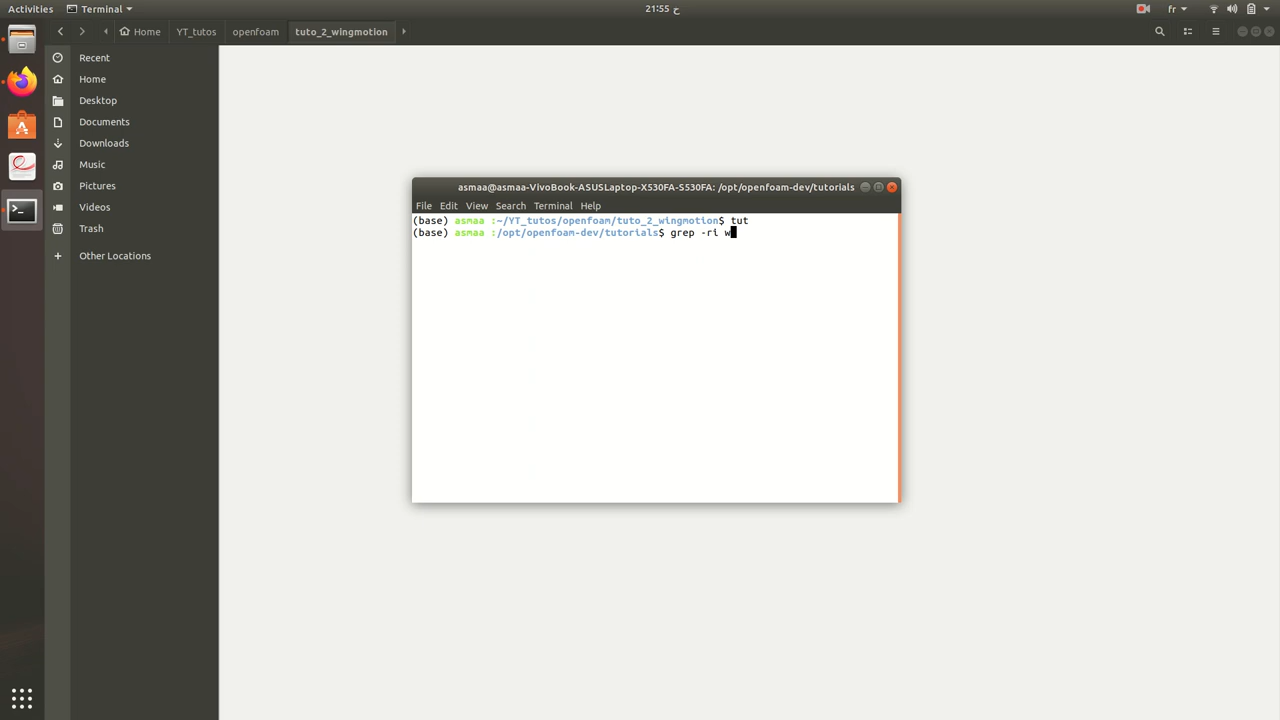 Activities
Terminal
21:55 ح
fr
Home
YT_tutos
openfoam
tuto_2_wingmotion
Recent
Home
Desktop
Documents
Downloads
Music
Pictures
Videos
Trash
Other Locations
asmaa@asmaa-VivoBook-ASUSLaptop-X530FA-S530FA: /opt/openfoam-dev/tutorials
File Edit View Search Terminal Help
(base) asmaa :~/YT_tutos/openfoam/tuto_2_wingmotion$ tut
(base) asmaa :/opt/openfoam-dev/tutorials$ grep -ri w